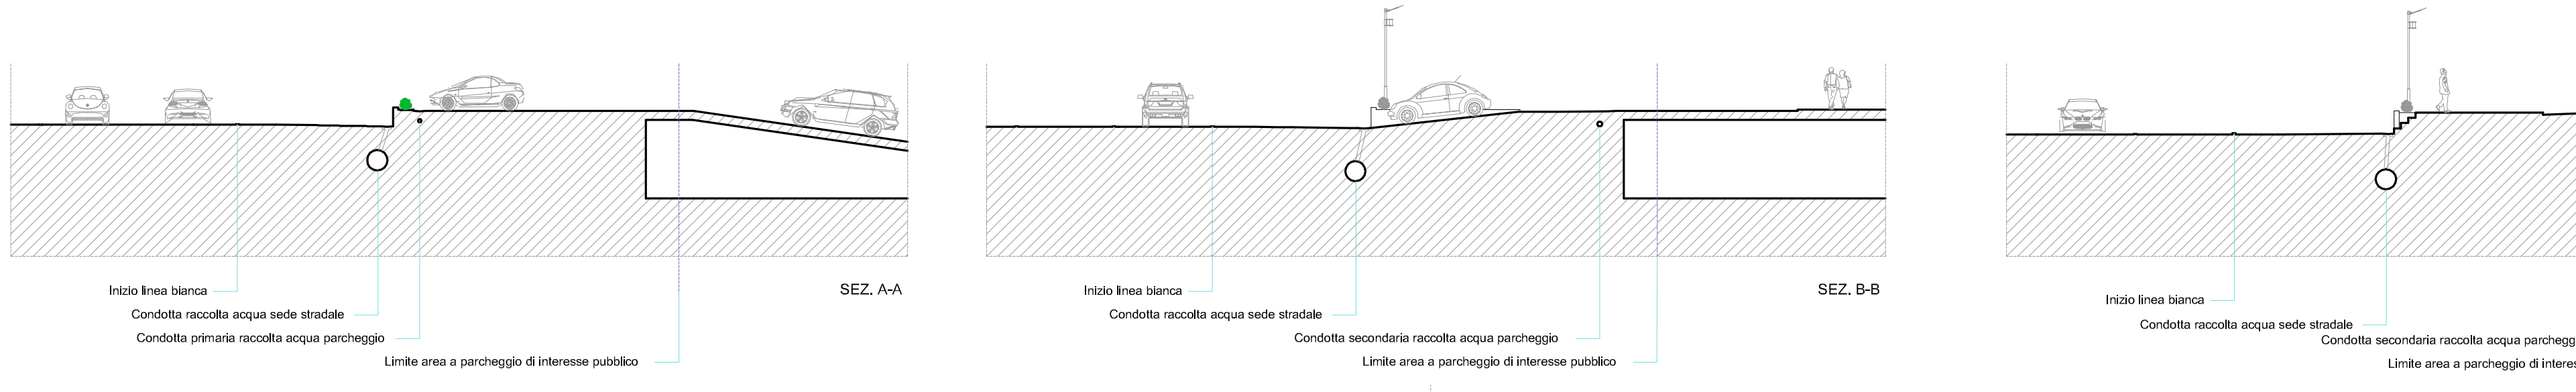 SEZ. A-A
Inizio linea bianca
Condotta raccolta acqua sede stradale
Condotta primaria raccolta acqua parcheggio
Limite area a parcheggio di interesse pubblico
SEZ. B-B
Inizio linea bianca
Condotta raccolta acqua sede stradale
Condotta secondaria raccolta acqua parcheggio
Limite area a parcheggio di interesse pubblico
Inizio linea bianca
Condotta raccolta acqua sede stradale
Condotta secondaria raccolta acqua parchegg
Limite area a parcheggio di interes